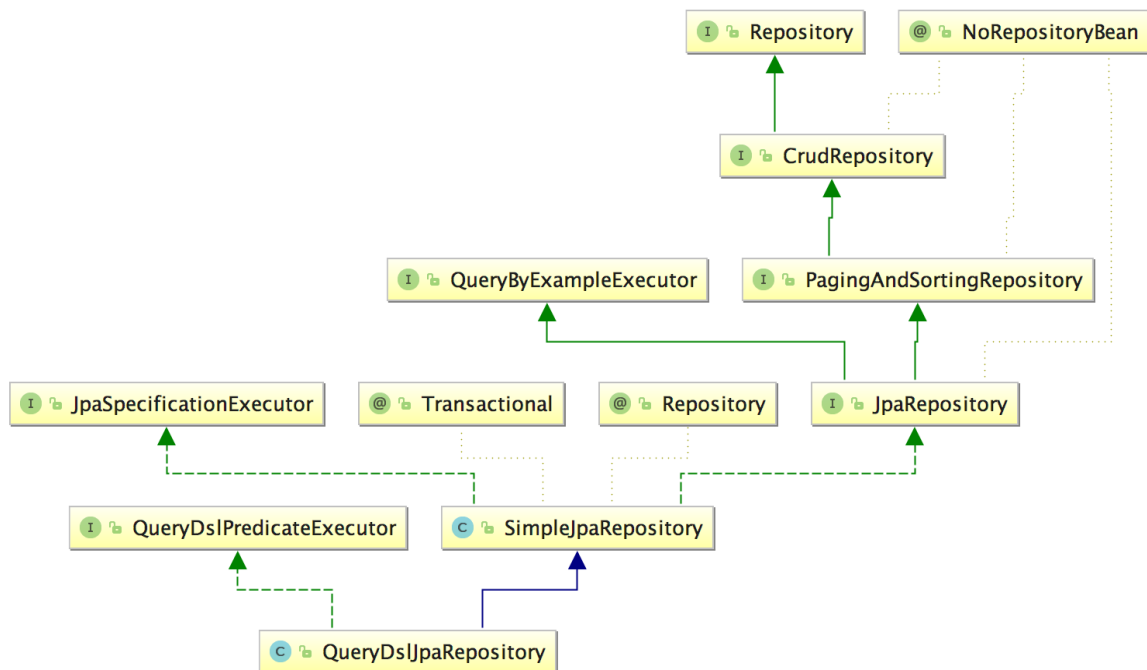 I Repository
@ NoRepositoryBean
I CrudRepository
I QueryByExampleExecutor
I PagingAndSortingRepository
I JpaSpecificationExecutor
@ Transactional
@ Repository
I JpaRepository
I QueryDslPredicateExecutor
C SimpleJpaRepository
C QueryDslJpaRepository